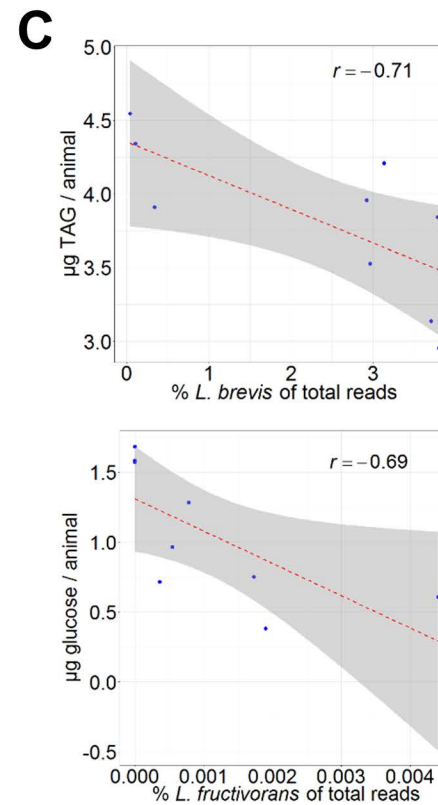 C
5.0
r = −0.71
4.5
4.0
3.5
3.0
µg TAG / animal
0 1 2 3
% L. brevis of total reads
r = −0.69
1.5
1.0
0.5
0.0
-0.5
µg glucose / animal
0.000 0.001 0.002 0.003 0.004
% L. fructivorans of total reads